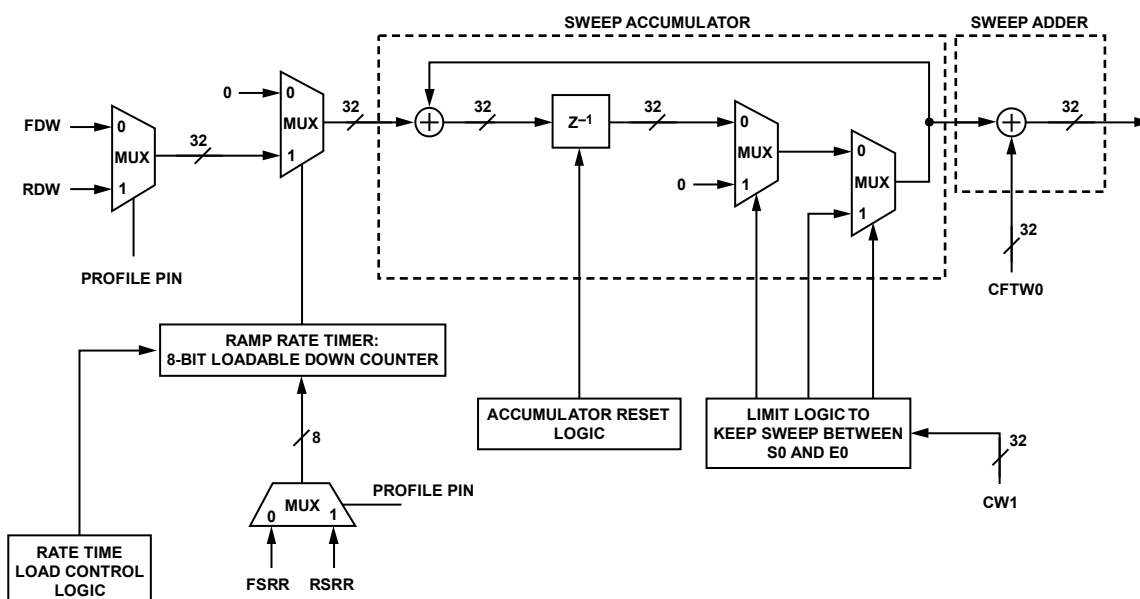 SWEEP ACCUMULATOR
SWEEP ADDER
FDW
RDW
0
1
MUX
32
PROFILE PIN
0
0
1
MUX
32
32
Z–1
32
0
1
MUX
0
0
1
MUX
32
32
CFTW0
RAMP RATE TIMER:
8-BIT LOADABLE DOWN COUNTER
8
MUX
0
1
PROFILE PIN
FSRR
RSRR
RATE TIME
LOAD CONTROL
LOGIC
ACCUMULATOR RESET
LOGIC
LIMIT LOGIC TO
KEEP SWEEP BETWEEN
S0 AND E0
32
CW1